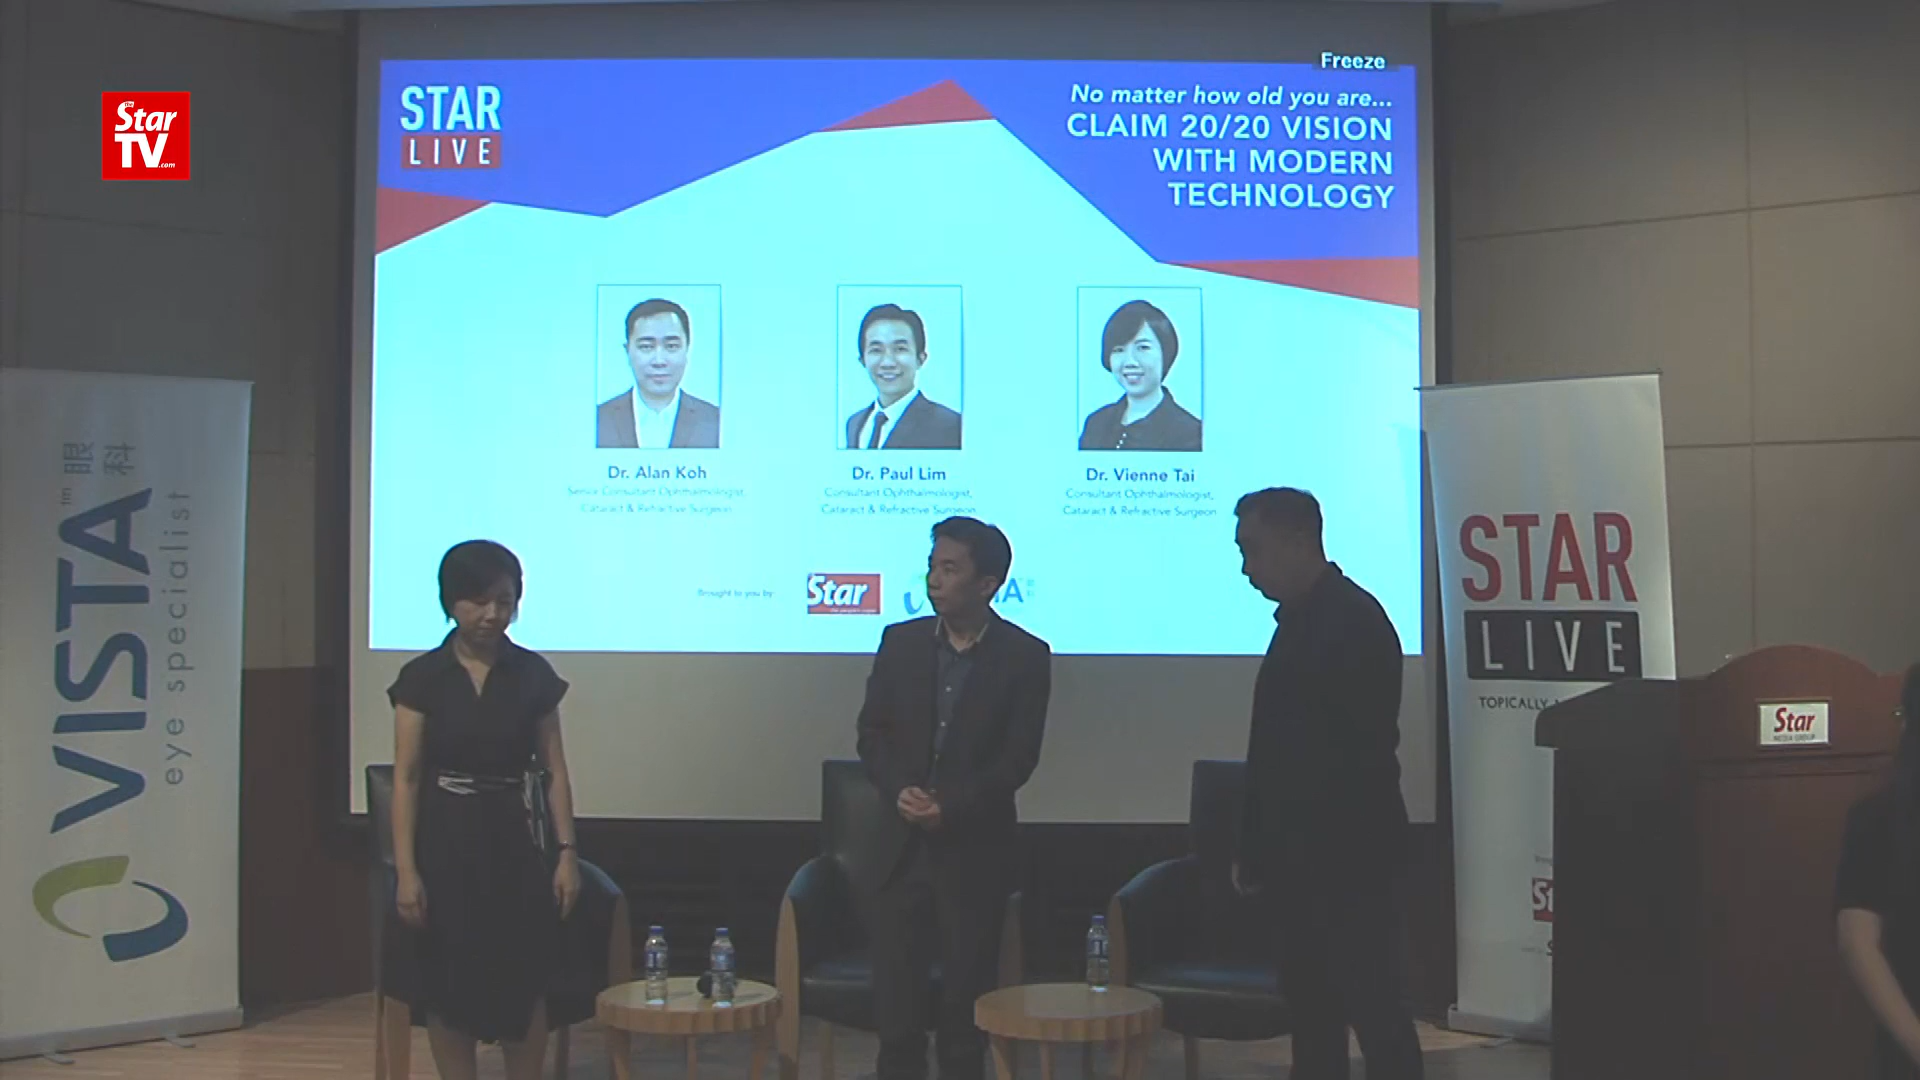 The
Star
TV.com
Freeze
STAR
LIVE
No matter how old you are...
CLAIM 20/20 VISION
WITH MODERN
TECHNOLOGY
Dr. Alan Koh
Senior Consultant Ophthalmologist,
Cataract & Refractive Surgeon
Dr. Paul Lim
Consultant Ophthalmologist,
Cataract & Refractive Surgeon
Dr. Vienne Tai
Consultant Ophthalmologist,
Cataract & Refractive Surgeon
Brought to you by:
Star
VISTA™
眼科
eye specialist
STAR
LIVE
TOPICALLY
Star
MEDIA GROUP